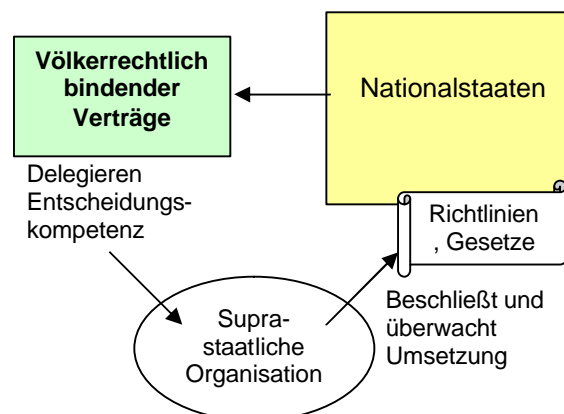 Völkerrechtlich
bindender
Verträge
Nationalstaaten
Delegieren
Entscheidungs-
kompetenz
Richtlinien
, Gesetze
Supra-
staatliche
Organisation
Beschließt und
überwacht
Umsetzung